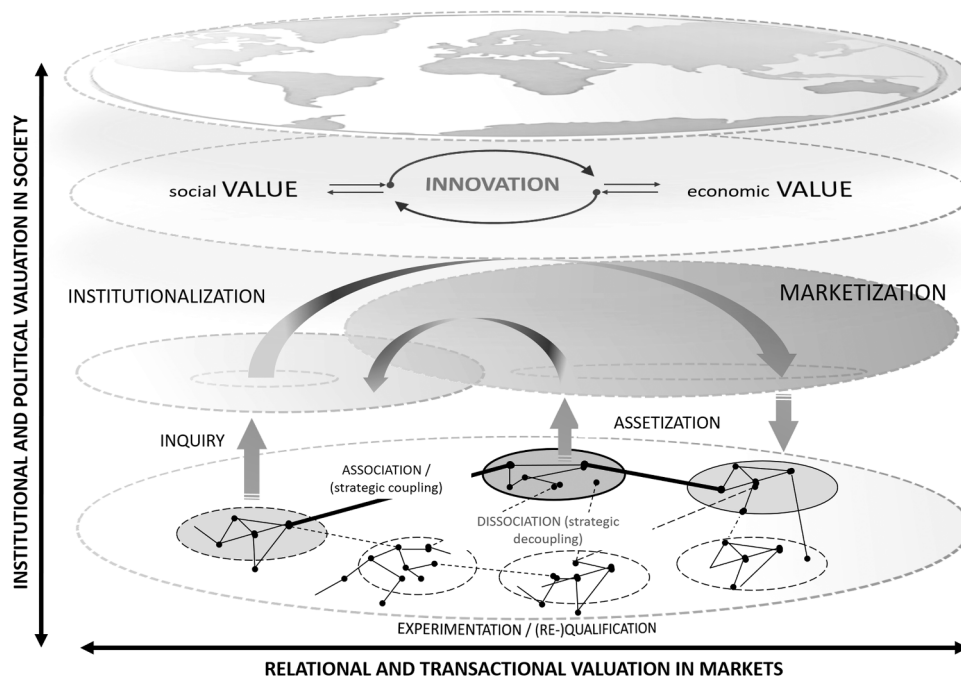 INSTITUTIONAL AND POLITICAL VALUATION IN SOCIETY
social VALUE
INNOVATION
economic VALUE
INSTITUTIONALIZATION
MARKETIZATION
INQUIRY
ASSETIZATION
ASSOCIATION /
(strategic coupling)
DISSOCIATION (strategic
decoupling)
EXPERIMENTATION / (RE-)QUALIFICATION
RELATIONAL AND TRANSACTIONAL VALUATION IN MARKETS